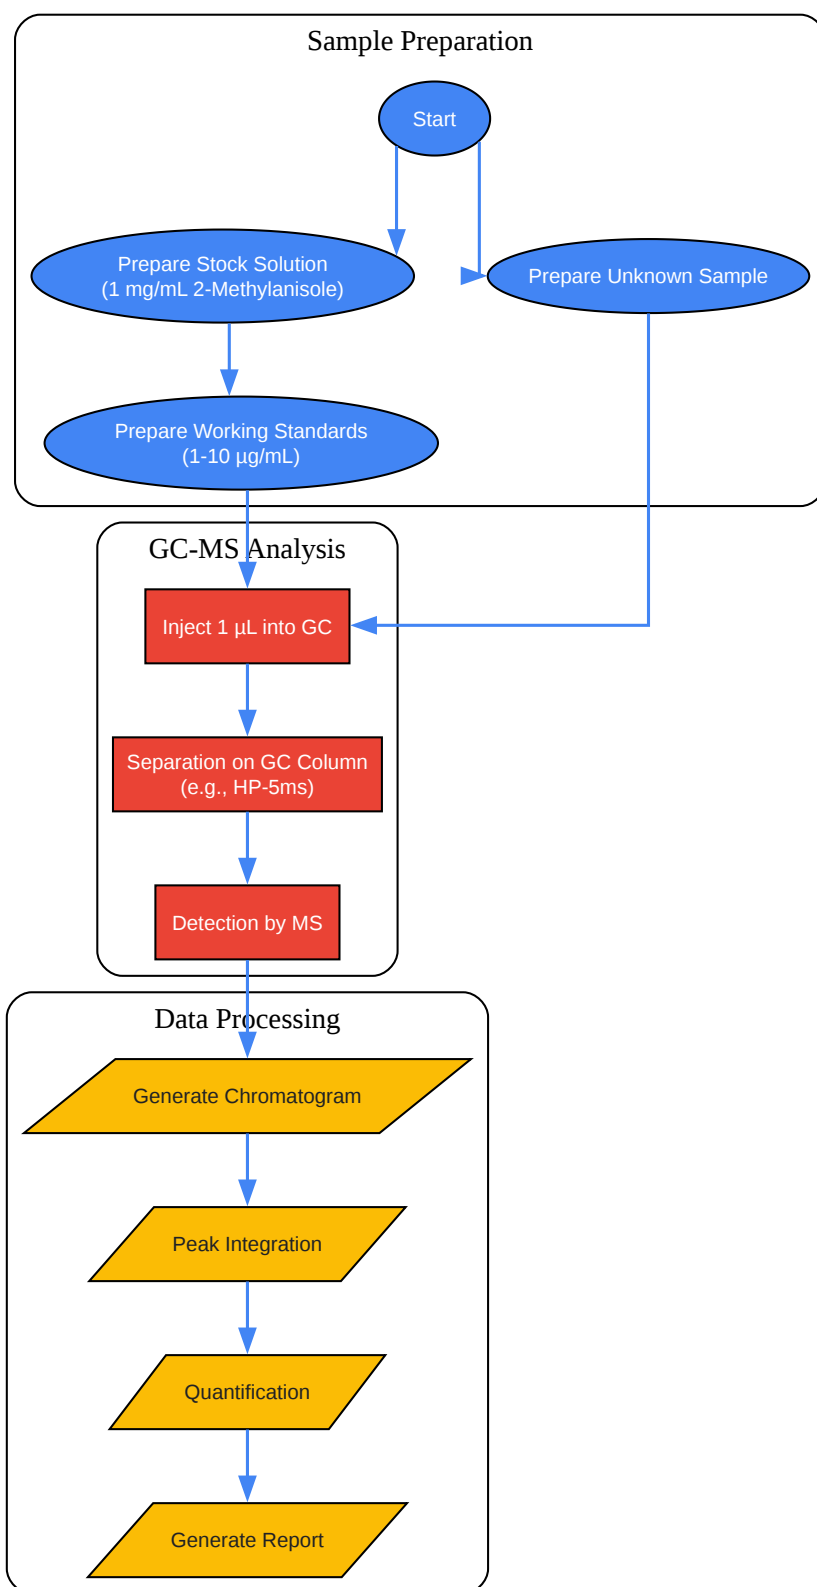 Sample Preparation
Start
Prepare Stock Solution
(1 mg/mL 2-Methylanisole)
Prepare Unknown Sample
Prepare Working Standards
(1-10 µg/mL)
GC-MS Analysis
Inject 1 µL into GC
Separation on GC Column
(e.g., HP-5ms)
Detection by MS
Data Processing
Generate Chromatogram
Peak Integration
Quantification
Generate Report